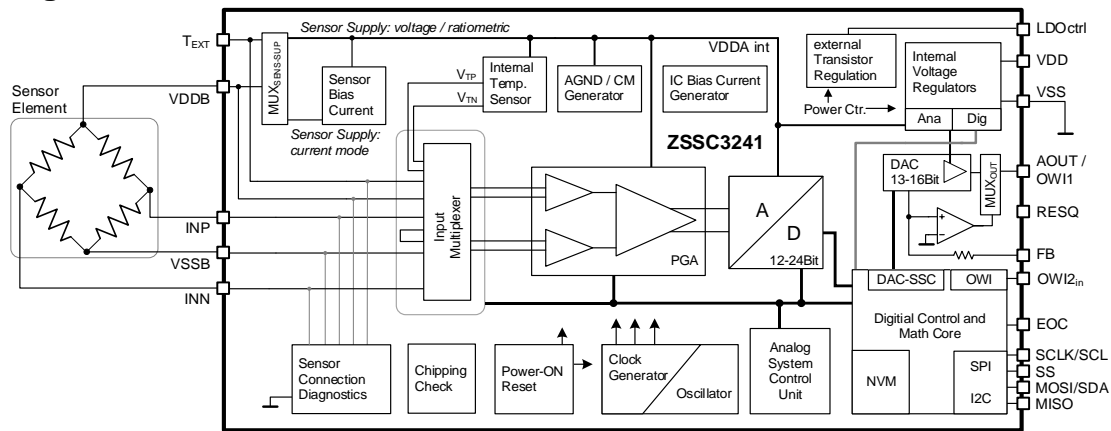 Sensor Supply: voltage / ratiometric
TEXT
VDDB
MUXSENS-SUP
Sensor
Bias
Current
Sensor Supply:
current mode
VTP
VTN
Internal
Temp.
Sensor
AGND / CM
Generator
IC Bias Current
Generator
VDDA int
external
Transistor
Regulation
Power Ctr.
Internal
Voltage
Regulators
Ana
Dig
LDOctrl
VDD
VSS
Sensor
Element
ZSSC3241
Input
Multiplexer
PGA
A
D
12-24Bit
DAC
13-16Bit
MUXOUT
AOUT /
OWI1
RESQ
FB
INP
VSSB
INN
DAC-SSC
OWI
OWI2in
Digitial Control and
Math Core
EOC
NVM
SPI
I2C
SCLK/SCL
SS
MOSI/SDA
MISO
Sensor
Connection
Diagnostics
Chipping
Check
Power-ON
Reset
Clock
Generator
Oscillator
Analog
System
Control
Unit